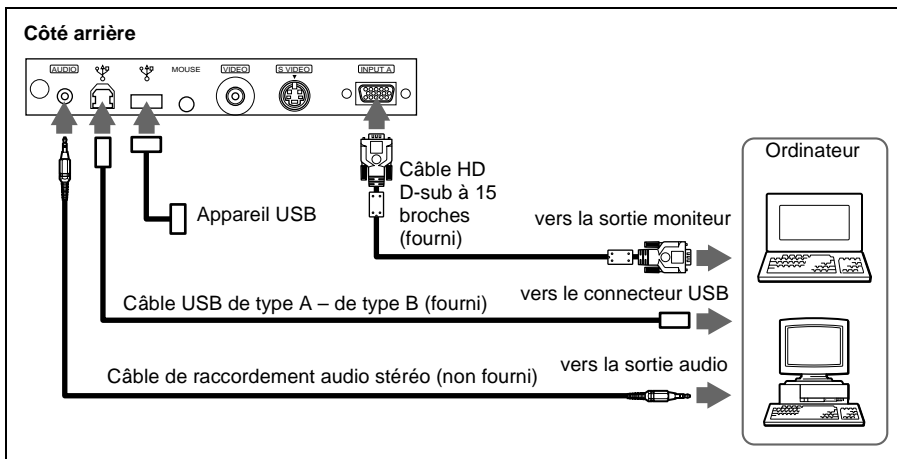 Côté arrière
AUDIO
MOUSE
VIDEO
S VIDEO
INPUT A
Ordinateur
Câble HD
D-sub à 15
broches
(fourni)
Appareil USB
vers la sortie moniteur
Câble USB de type A – de type B (fourni)
vers le connecteur USB
Câble de raccordement audio stéréo (non fourni)
vers la sortie audio